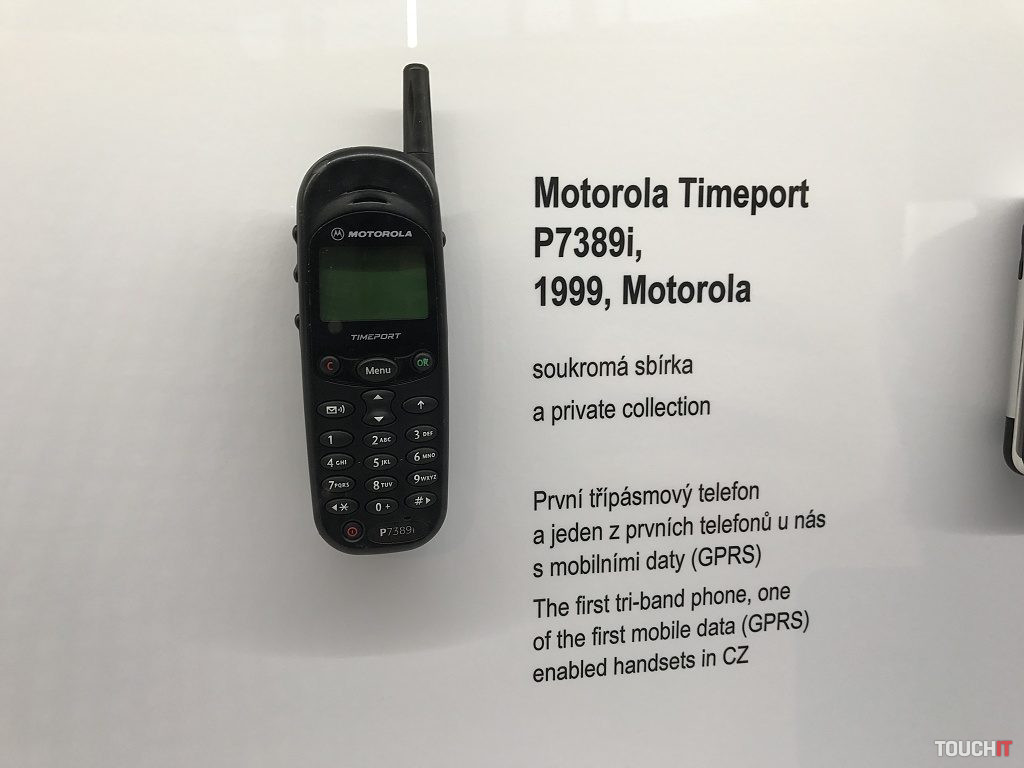 MOTOROLA
TIMEPORT
C Menu OK
1 2ABC 3DEF
4GHI 5JKL 6MNO
7PQRS 8TUV 9WXYZ
0+ #
P7389i
Motorola Timeport
P7389i,
1999, Motorola
soukromá sbírka
a private collection
První třípásmový telefon
a jeden z prvních telefonů u nás
s mobilními daty (GPRS)
The first tri-band phone, one
of the first mobile data (GPRS)
enabled handsets in CZ
TOUCHIT